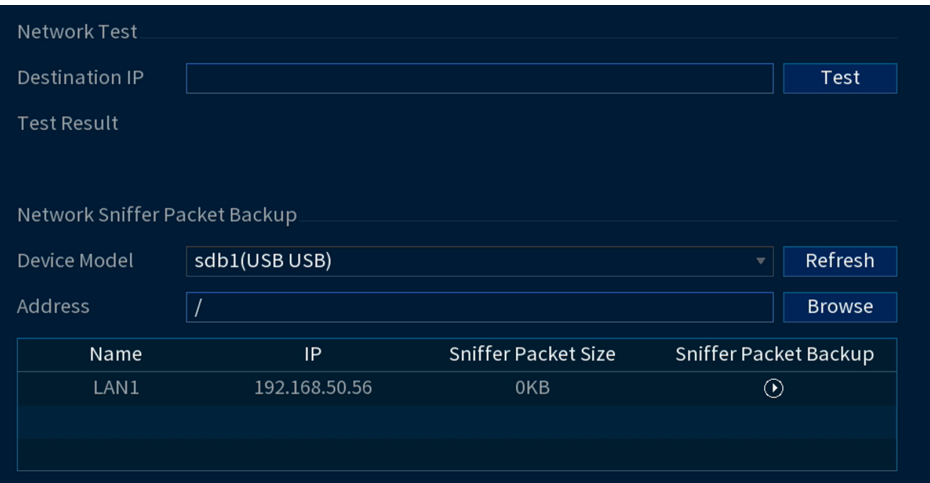 Network Test
Destination IP Test
Test Result
Network Sniffer Packet Backup
Device Model sdb1(USB USB) Refresh
Address / Browse
Name IP Sniffer Packet Size Sniffer Packet Backup
LAN1 192.168.50.56 0KB